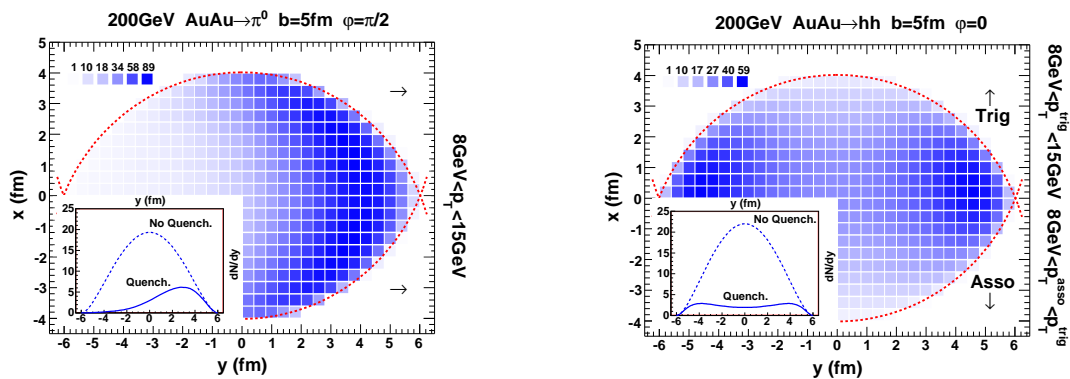 200GeV AuAu→π⁰ b=5fm φ=π/2
x (fm)
5
4
3
2
1
0
-1
-2
-3
-4
1 10 18 34 58 89
→
→
8GeV<p_T<15GeV
y (fm)
25
20
15
10
5
0
No Quench.
Quench.
dN/dy
-6 -4 -2 0 2 4 6
-6 -5 -4 -3 -2 -1 0 1 2 3 4 5 6
y (fm)
200GeV AuAu→hh b=5fm φ=0
x (fm)
5
4
3
2
1
0
-1
-2
-3
-4
1 10 17 27 40 59
↑
Trig
Asso
↓
8GeV<p_T^trig<15GeV 8GeV<p_T^asso<p_T^trig
y (fm)
25
20
15
10
5
0
No Quench.
Quench.
dN/dy
-6 -4 -2 0 2 4 6
-6 -5 -4 -3 -2 -1 0 1 2 3 4 5 6
y (fm)